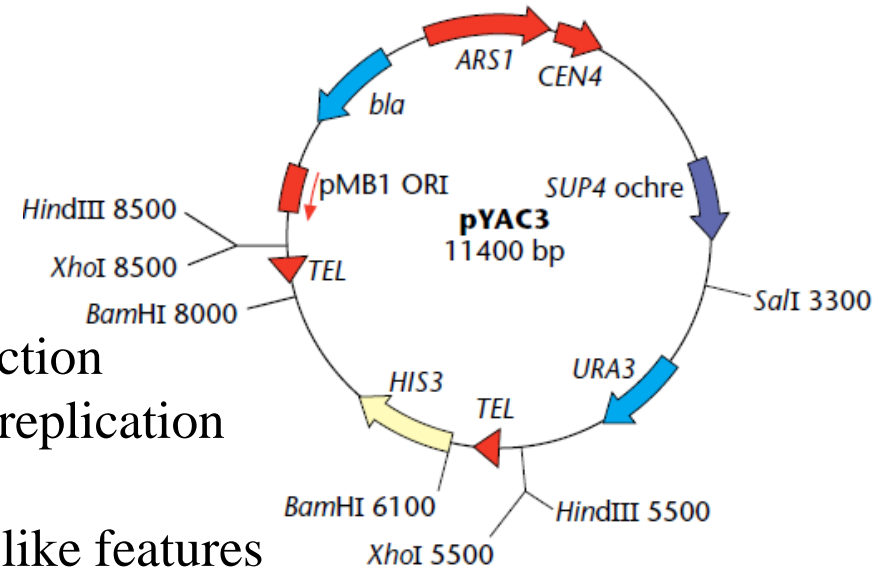 ARS1
CEN4
bla
pMB1 ORI
SUP4 ochre
pYAC3
11400 bp
HindIII 8500
XhoI 8500
TEL
BamHI 8000
SalI 3300
ction
replication
like features
URA3
HIS3
TEL
BamHI 6100
HindIII 5500
XhoI 5500